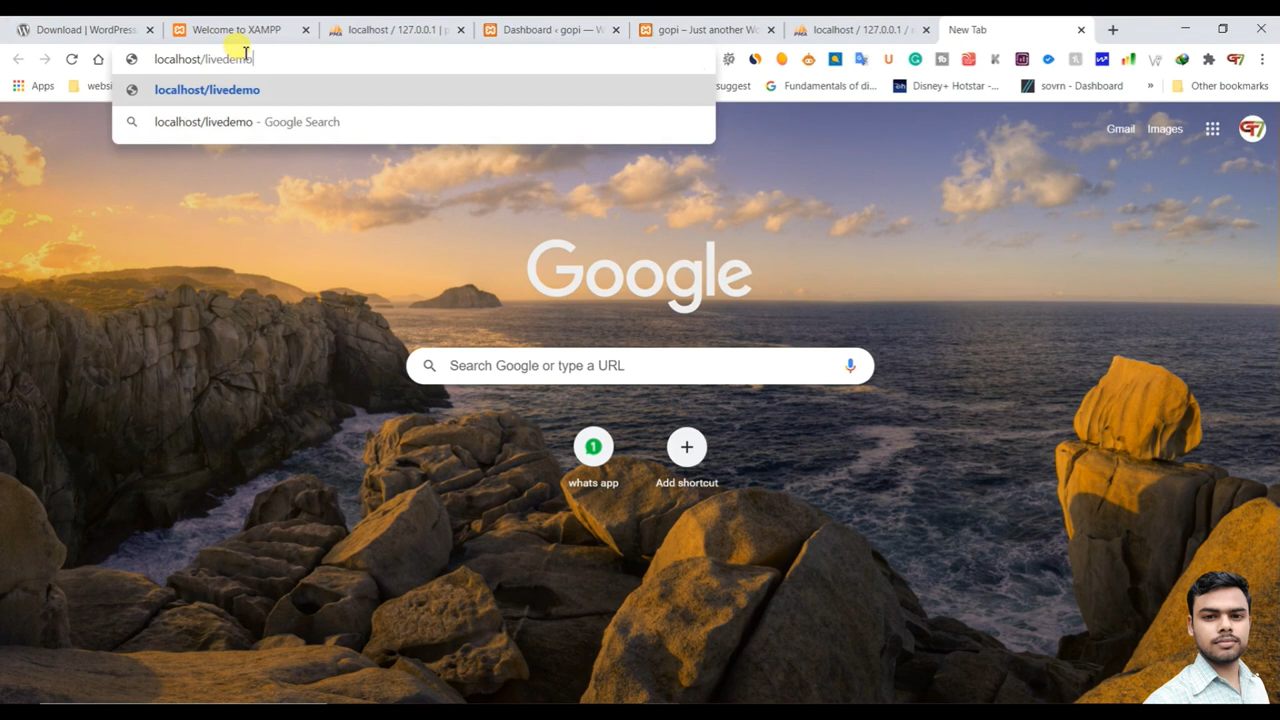 Download | WordPress
Welcome to XAMPP
localhost / 127.0.0.1 | p
Dashboard ‹ gopi — W
gopi – Just another Wo
localhost / 127.0.0.1 /
New Tab
localhost/livedemo
localhost/livedemo
localhost/livedemo - Google Search
Apps
websi
suggest
Fundamentals of di...
Disney+ Hotstar -...
sovrn - Dashboard
»
Other bookmarks
Gmail
Images
Google
Search Google or type a URL
1
whats app
Add shortcut